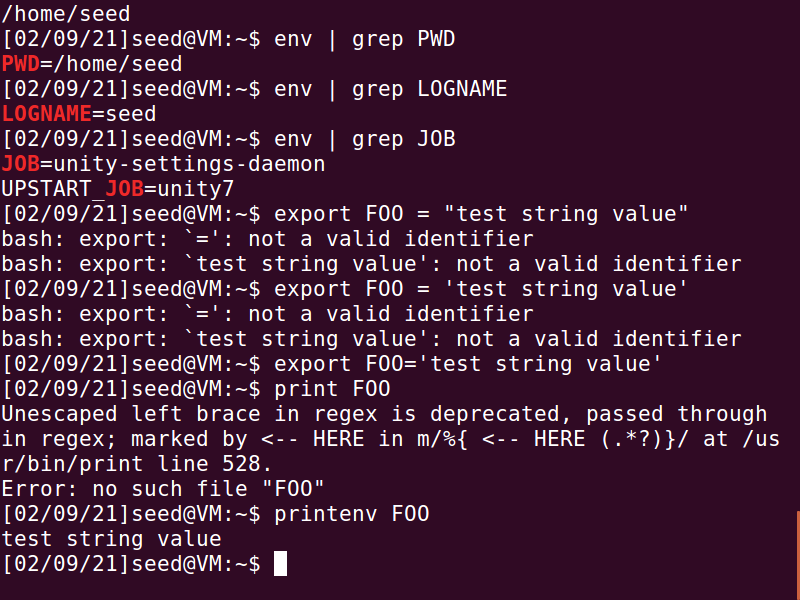 /home/seed
[02/09/21]seed@VM:~$ env | grep PWD
PWD=/home/seed
[02/09/21]seed@VM:~$ env | grep LOGNAME
LOGNAME=seed
[02/09/21]seed@VM:~$ env | grep JOB
JOB=unity-settings-daemon
UPSTART_JOB=unity7
[02/09/21]seed@VM:~$ export FOO = "test string value"
bash: export: `=': not a valid identifier
bash: export: `test string value': not a valid identifier
[02/09/21]seed@VM:~$ export FOO = 'test string value'
bash: export: `=': not a valid identifier
bash: export: `test string value': not a valid identifier
[02/09/21]seed@VM:~$ export FOO='test string value'
[02/09/21]seed@VM:~$ print FOO
Unescaped left brace in regex is deprecated, passed through
in regex; marked by <-- HERE in m/%{ <-- HERE (.*?)}/ at /us
r/bin/print line 528.
Error: no such file "FOO"
[02/09/21]seed@VM:~$ printenv FOO
test string value
[02/09/21]seed@VM:~$